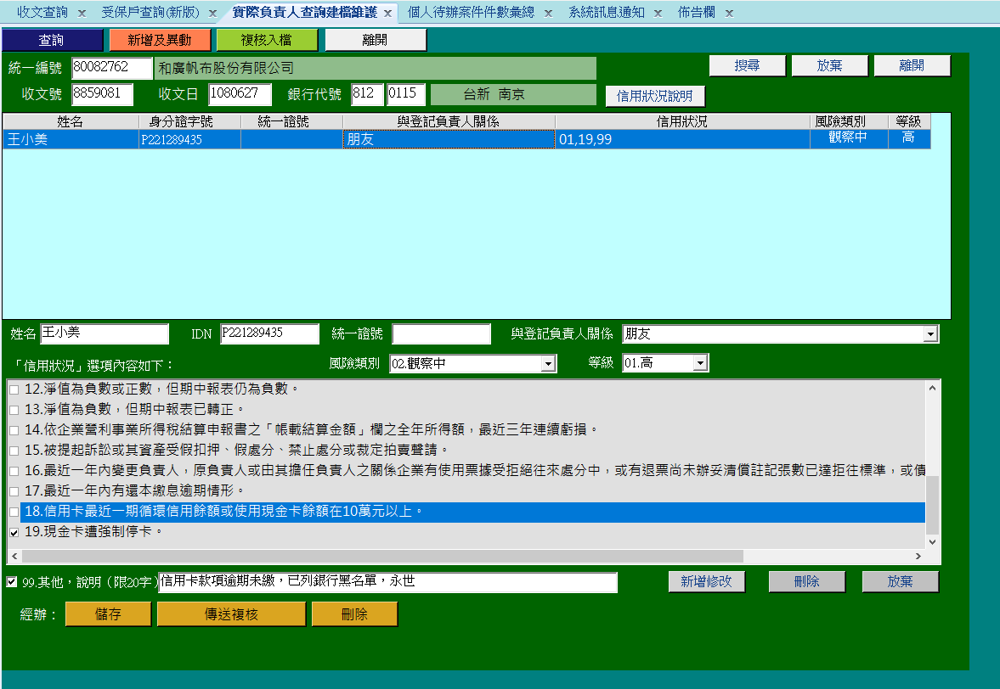 收文查詢 × 受保戶查詢(新版) × 實際負責人查詢建檔維護 × 個人待辦案件件數彙總 × 系統訊息通知 × 佈告欄 ×
查詢 新增及異動 複核入檔 離開
統一編號 80082762 和廣帆布股份有限公司 搜尋 放棄 離開
收文號 8859081 收文日 1080627 銀行代號 812 0115 台新 南京 信用狀況說明
姓名 身分證字號 統一證號 與登記負責人關係 信用狀況 風險類別 等級
王小美 P221289435 朋友 01,19,99 觀察中 高
姓名 王小美 IDN P221289435 統一證號 與登記負責人關係 朋友
「信用狀況」選項內容如下： 風險類別 02.觀察中 等級 01.高
12.淨值為負數或正數，但期中報表仍為負數。
13.淨值為負數，但期中報表已轉正。
14.依企業營利事業所得稅結算申報書之「帳載結算金額」欄之全年所得額，最近三年連續虧損。
15.被提起訴訟或其資產受假扣押、假處分、禁止處分或裁定拍賣聲請。
16.最近一年內變更負責人，原負責人或由其擔任負責人之關係企業有使用票據受拒絕往來處分中，或有退票尚未辦妥清償註記張數已達拒往標準，或債
17.最近一年內有還本繳息逾期情形。
18.信用卡最近一期循環信用餘額或使用現金卡餘額在10萬元以上。
19.現金卡遭強制停卡。
99.其他，說明（限20字） 信用卡款項逾期未繳，已列銀行黑名單，永世 新增修改 刪除 放棄
經辦： 儲存 傳送複核 刪除